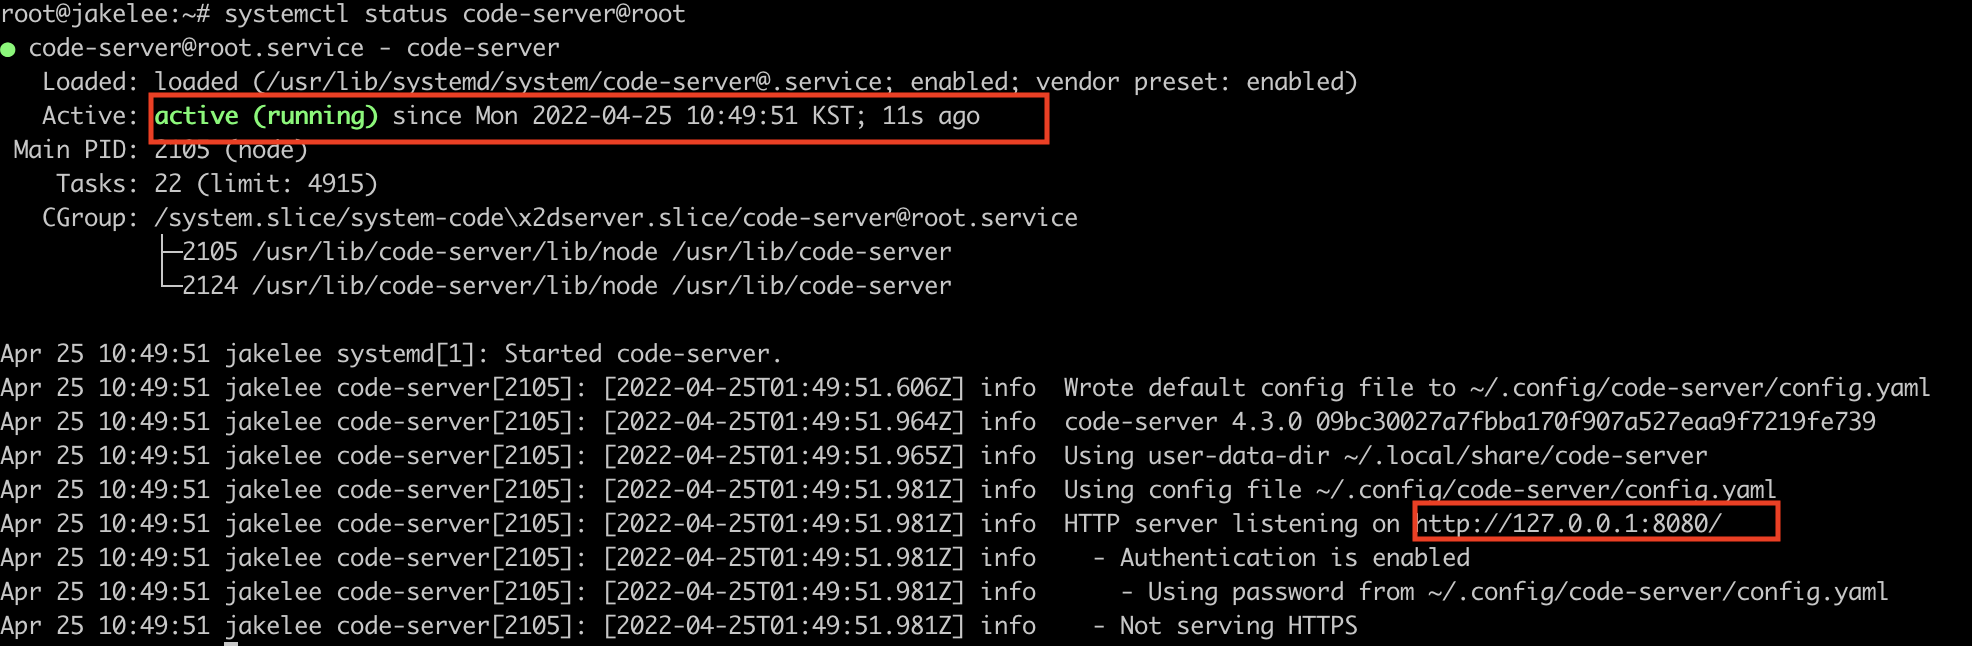 root@jakelee:~# systemctl status code-server@root
● code-server@root.service - code-server
Loaded: loaded (/usr/lib/systemd/system/code-server@.service; enabled; vendor preset: enabled)
Active: active (running) since Mon 2022-04-25 10:49:51 KST; 11s ago
Main PID: 2105 (node)
Tasks: 22 (limit: 4915)
CGroup: /system.slice/system-code\x2dserver.slice/code-server@root.service
├─2105 /usr/lib/code-server/lib/node /usr/lib/code-server
└─2124 /usr/lib/code-server/lib/node /usr/lib/code-server
Apr 25 10:49:51 jakelee systemd[1]: Started code-server.
Apr 25 10:49:51 jakelee code-server[2105]: [2022-04-25T01:49:51.606Z] info  Wrote default config file to ~/.config/code-server/config.yaml
Apr 25 10:49:51 jakelee code-server[2105]: [2022-04-25T01:49:51.964Z] info  code-server 4.3.0 09bc30027a7fbba170f907a527eaa9f7219fe739
Apr 25 10:49:51 jakelee code-server[2105]: [2022-04-25T01:49:51.965Z] info  Using user-data-dir ~/.local/share/code-server
Apr 25 10:49:51 jakelee code-server[2105]: [2022-04-25T01:49:51.981Z] info  Using config file ~/.config/code-server/config.yaml
Apr 25 10:49:51 jakelee code-server[2105]: [2022-04-25T01:49:51.981Z] info  HTTP server listening on http://127.0.0.1:8080/
Apr 25 10:49:51 jakelee code-server[2105]: [2022-04-25T01:49:51.981Z] info    - Authentication is enabled
Apr 25 10:49:51 jakelee code-server[2105]: [2022-04-25T01:49:51.981Z] info      - Using password from ~/.config/code-server/config.yaml
Apr 25 10:49:51 jakelee code-server[2105]: [2022-04-25T01:49:51.981Z] info    - Not serving HTTPS